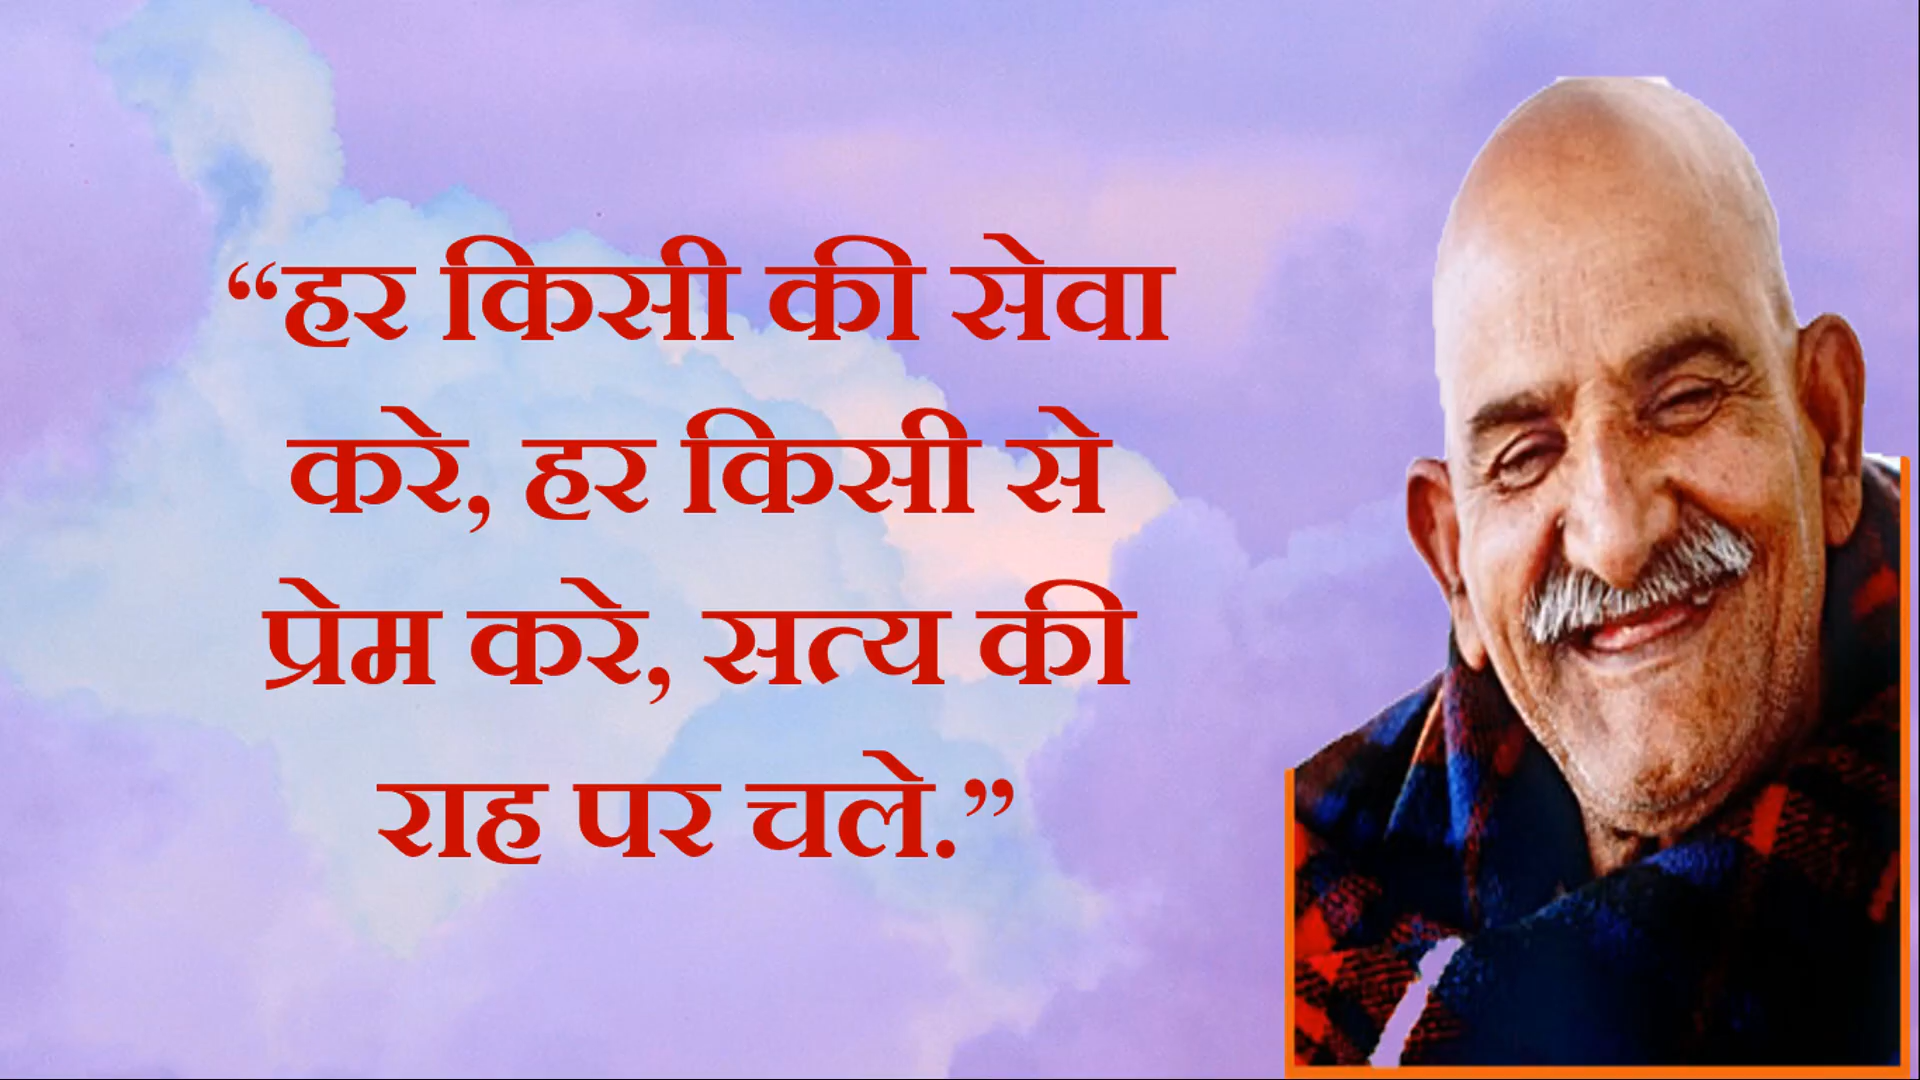 “हर किसी की सेवा
करे, हर किसी से
प्रेम करे, सत्य की
राह पर चले.”